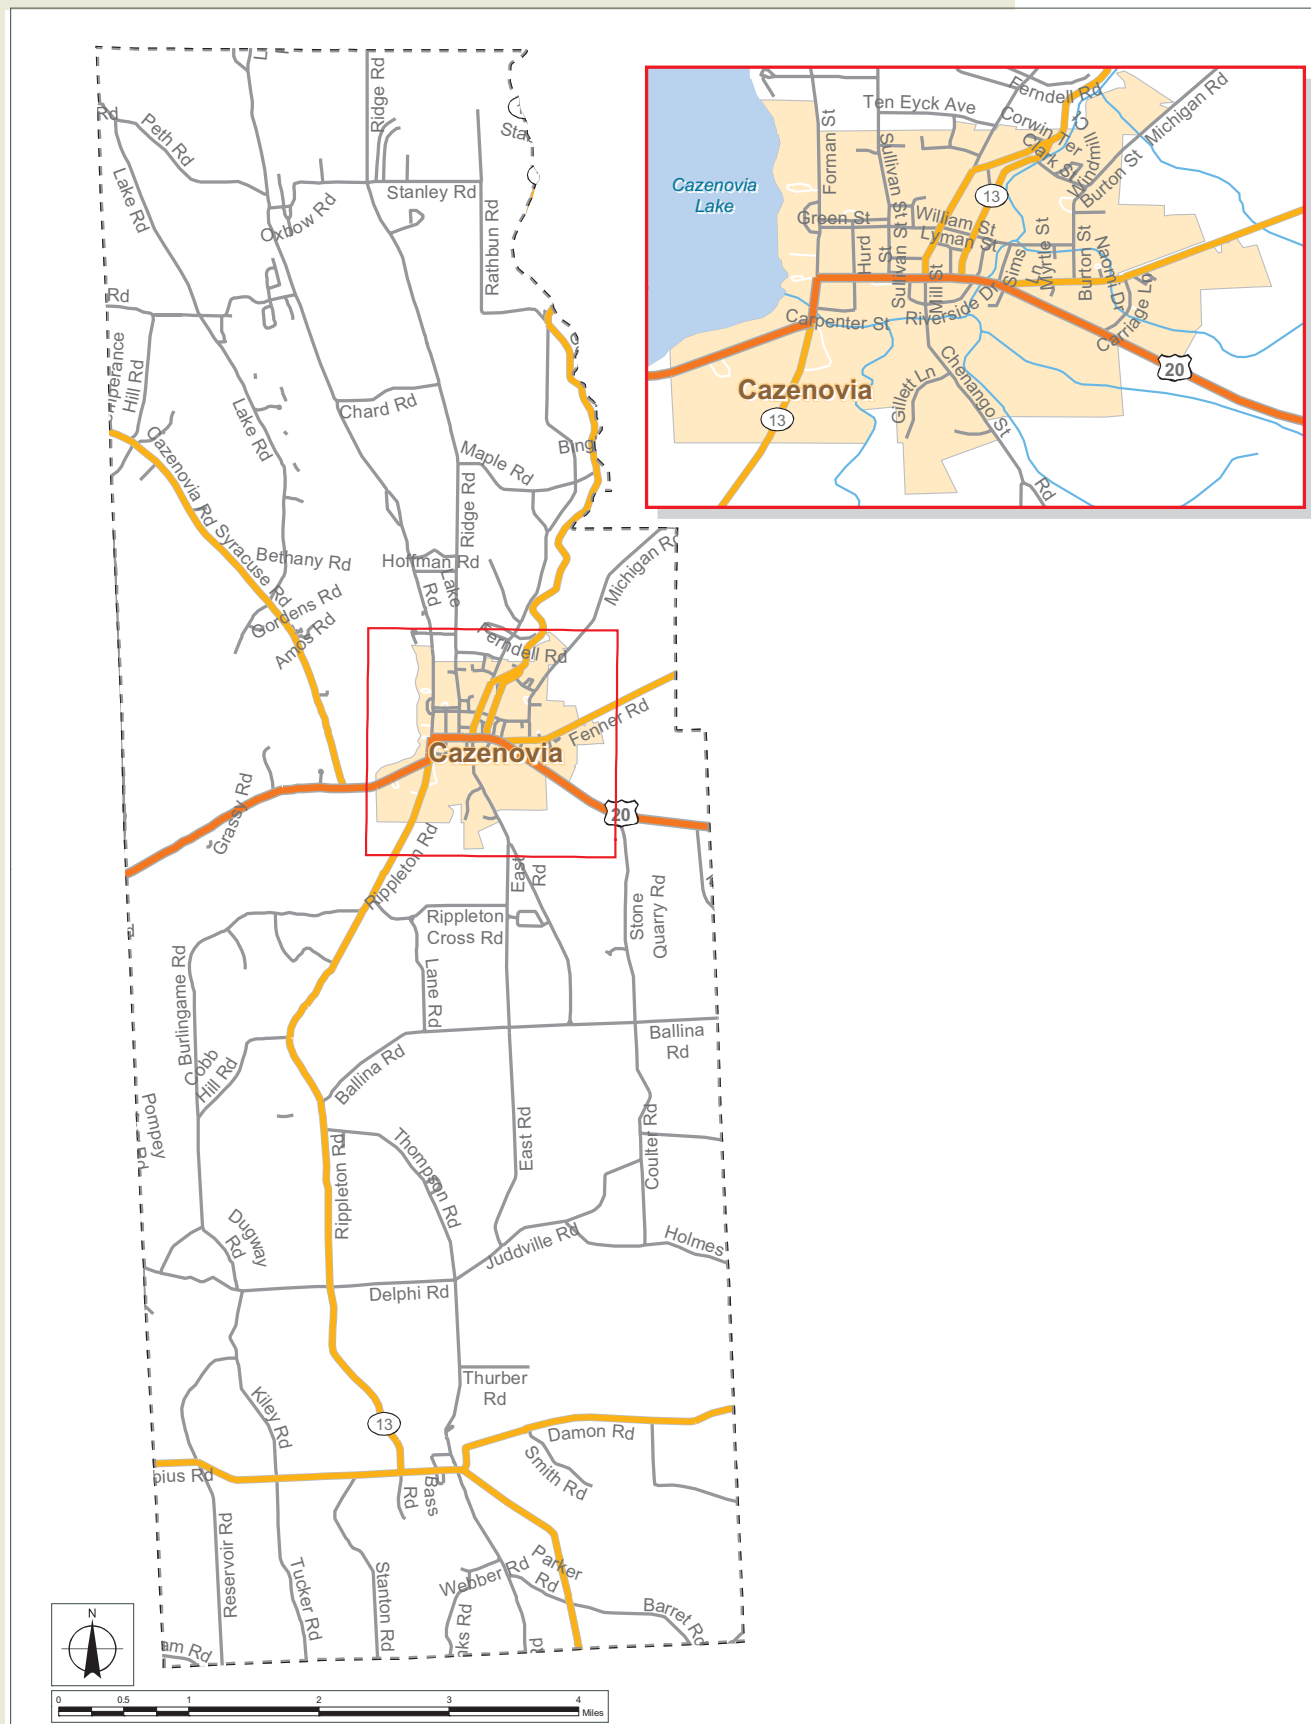 Ridge Rd
Rd
Peth Rd
Lake Rd
Stanley Rd
Oxbow Rd
Rathbun Rd
Rd
Hill Rd
Chard Rd
Lake Rd
Maple Rd
Cazenovia Rd
Ridge Rd
Syracuse Rd
Bethany Rd
Hoffman Rd
Lake
Rd
Gordens Rd
Amos Rd
Michigan Rd
Ferndell Rd
Fenner Rd
Cazenovia
20
Grassy Rd
Rippleton Rd
East
Rd
Rippleton
Cross Rd
Stone
Quarry Rd
Burlingame Rd
Lane Rd
Ballina
Rd
Cobb
Hill Rd
Ballina Rd
Pompey
Rd
Rippleton Rd
Thompson Rd
East Rd
Coulter Rd
Dugway
Rd
Juddville Rd
Holmes
Delphi Rd
Thurber
Rd
Kiley Rd
13
Damon Rd
Smith Rd
Bass
Rd
Reservoir Rd
Tucker Rd
Stanton Rd
Webber Rd
Parker
Rd
Barret Rd
Cazenovia
Lake
Forman St
Ten Eyck Ave
Sullivan St
Ferndell Rd
Corwin Ter
Clark St
Windmill
Burton St
Michigan Rd
13
Green St
William St
Lyman St
Hurd
St
Sullivan St
Mill St
Sims
Ln
Myrtle St
Burton St
Naomi Dr
Carriage Ln
Carpenter St
Riverside Dr
Chenango St
Gillett Ln
Cazenovia
13
20
Rd
N
0 0.5 1 2 3 4
Miles